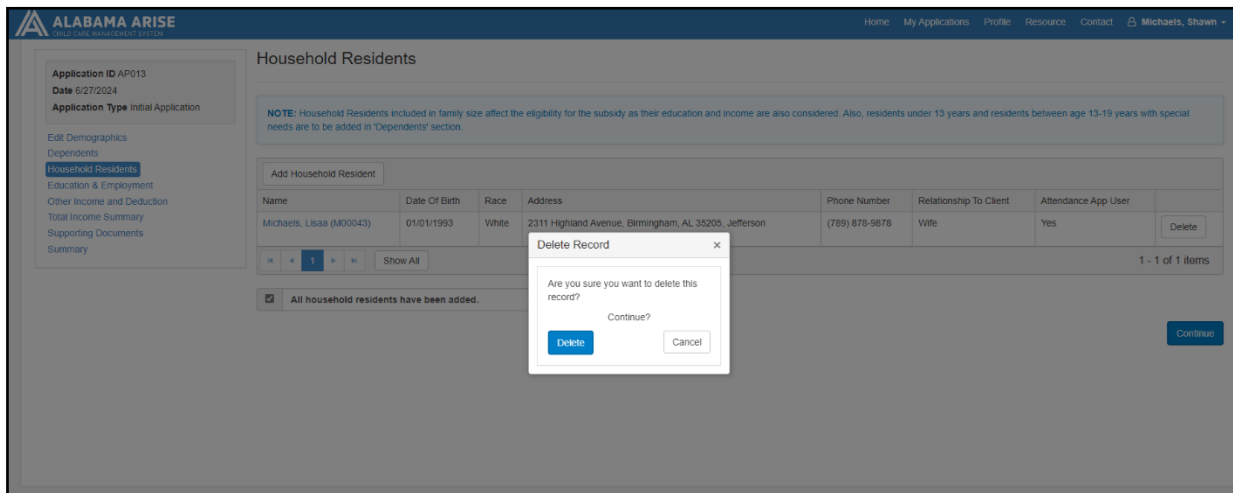 ALABAMA ARISE
CHILD CARE MANAGEMENT SYSTEM
Home My Applications Profile Resource Contact Michaels, Shawn
Application ID AP013
Date 6/27/2024
Application Type Initial Application
Edit Demographics
Dependents
Household Residents
Education & Employment
Other Income and Deduction
Total Income Summary
Supporting Documents
Summary
Household Residents
NOTE: Household Residents included in family size affect the eligibility for the subsidy as their education and income are also considered. Also, residents under 13 years and residents between age 13-19 years with special
needs are to be added in 'Dependents' section.
Add Household Resident
Name Date Of Birth Race Address Phone Number Relationship To Client Attendance App User
Michaels, Lisaa (M00043) 01/01/1993 White 2311 Highland Avenue, Birmingham, AL 35205, Jefferson (789) 878-9878 Wife Yes Delete
1 Show All 1 - 1 of 1 items
All household residents have been added.
Continue
Delete Record ×
Are you sure you want to delete this
record?
Continue?
Delete Cancel